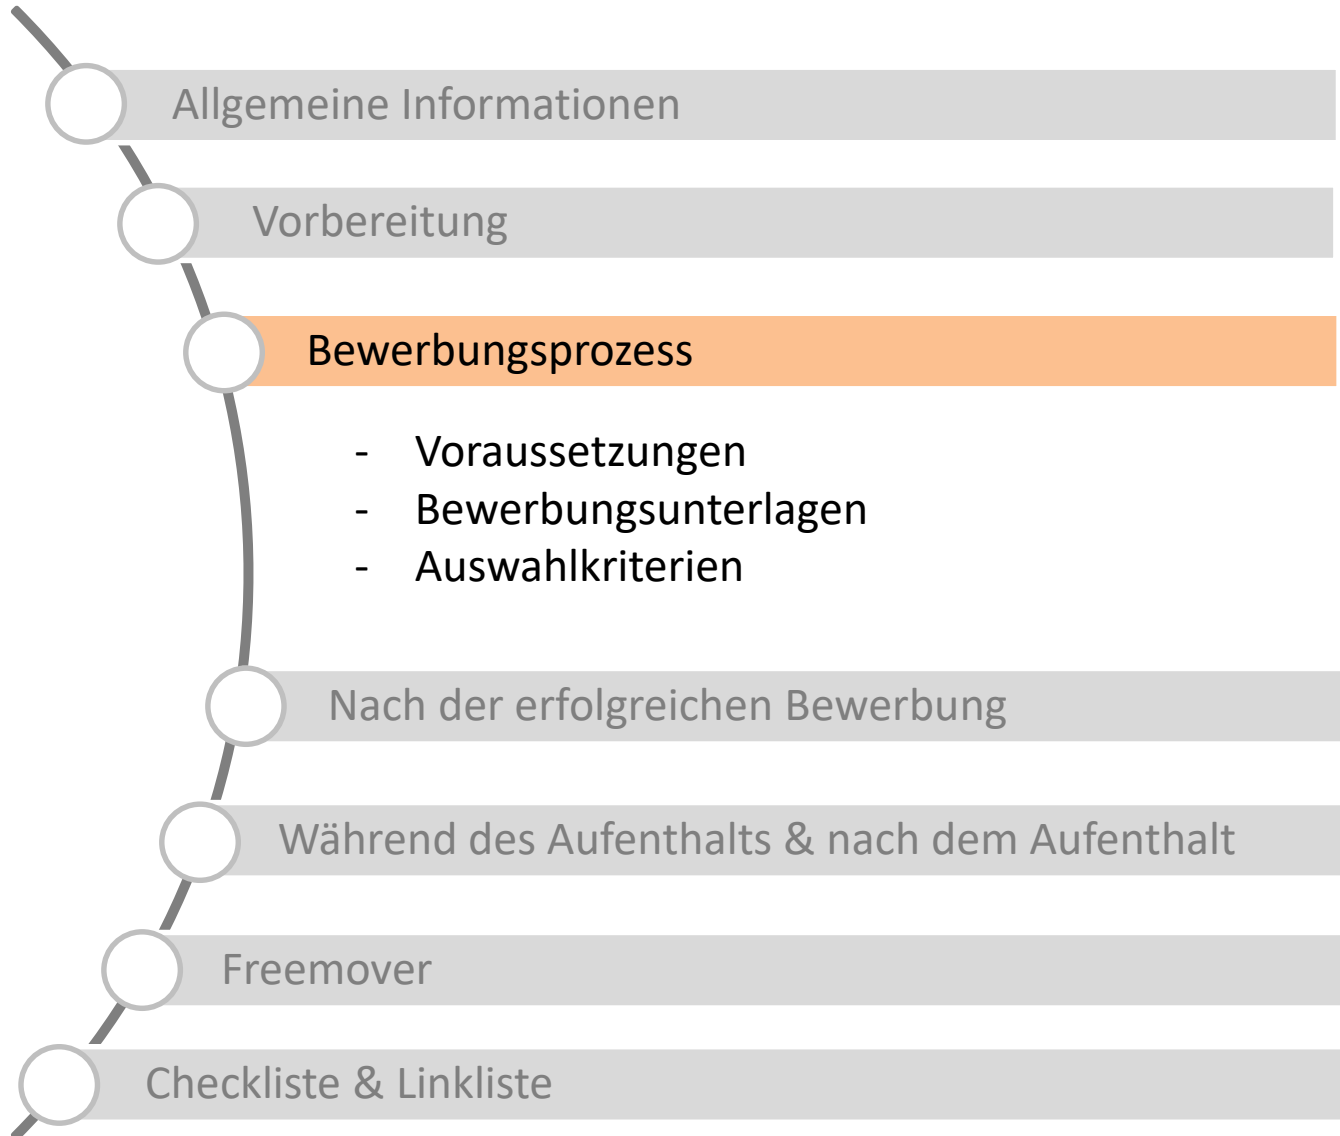 Allgemeine Informationen
Vorbereitung
Bewerbungsprozess
- Voraussetzungen
- Bewerbungsunterlagen
- Auswahlkriterien
Nach der erfolgreichen Bewerbung
Während des Aufenthalts & nach dem Aufenthalt
Freemover
Checkliste & Linkliste